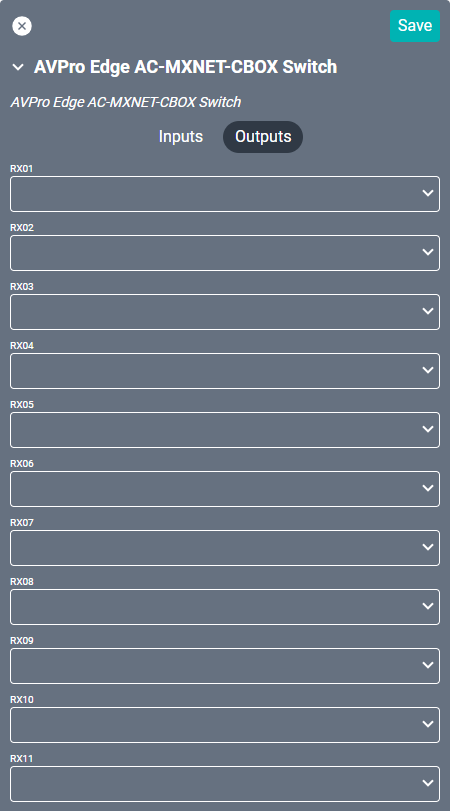 Save
AVPro Edge AC-MXNET-CBOX Switch
AVPro Edge AC-MXNET-CBOX Switch
Inputs Outputs
RX01
RX02
RX03
RX04
RX05
RX06
RX07
RX08
RX09
RX10
RX11